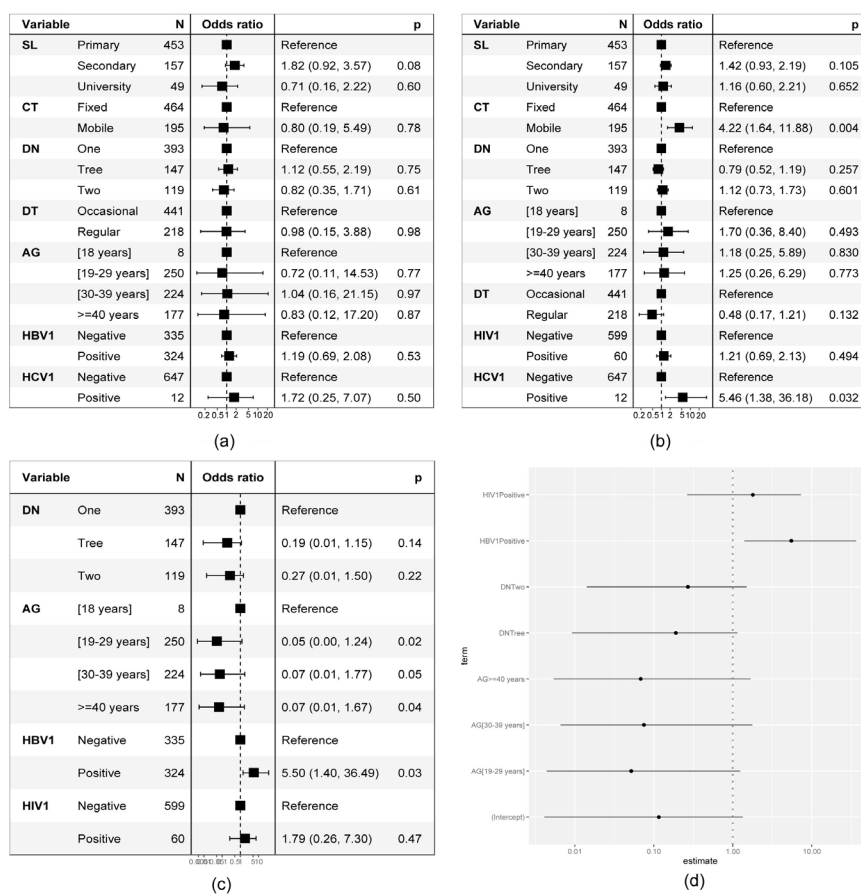 Variable N Odds ratio p
SL Primary 453 Reference
Secondary 157 1.82 (0.92, 3.57) 0.08
University 49 0.71 (0.16, 2.22) 0.60
CT Fixed 464 Reference
Mobile 195 0.80 (0.19, 5.49) 0.78
DN One 393 Reference
Tree 147 1.12 (0.55, 2.19) 0.75
Two 119 0.82 (0.35, 1.71) 0.61
DT Occasional 441 Reference
Regular 218 0.98 (0.15, 3.88) 0.98
AG [18 years] 8 Reference
[19-29 years] 250 0.72 (0.11, 14.53) 0.77
[30-39 years] 224 1.04 (0.16, 21.15) 0.97
>=40 years 177 0.83 (0.12, 17.20) 0.87
HBV1 Negative 335 Reference
Positive 324 1.19 (0.69, 2.08) 0.53
HCV1 Negative 647 Reference
Positive 12 1.72 (0.25, 7.07) 0.50
0.2 0.5 1 2 5 10 20
(a)
Variable N Odds ratio p
SL Primary 453 Reference
Secondary 157 1.42 (0.93, 2.19) 0.105
University 49 1.16 (0.60, 2.21) 0.652
CT Fixed 464 Reference
Mobile 195 4.22 (1.64, 11.88) 0.004
DN One 393 Reference
Tree 147 0.79 (0.52, 1.19) 0.257
Two 119 1.12 (0.73, 1.73) 0.601
AG [18 years] 8 Reference
[19-29 years] 250 1.70 (0.36, 8.40) 0.493
[30-39 years] 224 1.18 (0.25, 5.89) 0.830
>=40 years 177 1.25 (0.26, 6.29) 0.773
DT Occasional 441 Reference
Regular 218 0.48 (0.17, 1.21) 0.132
HIV1 Negative 599 Reference
Positive 60 1.21 (0.69, 2.13) 0.494
HCV1 Negative 647 Reference
Positive 12 5.46 (1.38, 36.18) 0.032
0.2 0.5 1 2 5 10 20
(b)
Variable N Odds ratio p
DN One 393 Reference
Tree 147 0.19 (0.01, 1.15) 0.14
Two 119 0.27 (0.01, 1.50) 0.22
AG [18 years] 8 Reference
[19-29 years] 250 0.05 (0.00, 1.24) 0.02
[30-39 years] 224 0.07 (0.01, 1.77) 0.05
>=40 years 177 0.07 (0.01, 1.67) 0.04
HBV1 Negative 335 Reference
Positive 324 5.50 (1.40, 36.49) 0.03
HIV1 Negative 599 Reference
Positive 60 1.79 (0.26, 7.30) 0.47
(c)
HIV1Positive
HBV1Positive
DNTwo
DNTree
AG>=40 years
AG[30-39 years]
AG[19-29 years]
(Intercept)
term
0.01 0.10 1.00 10.00
estimate
(d)